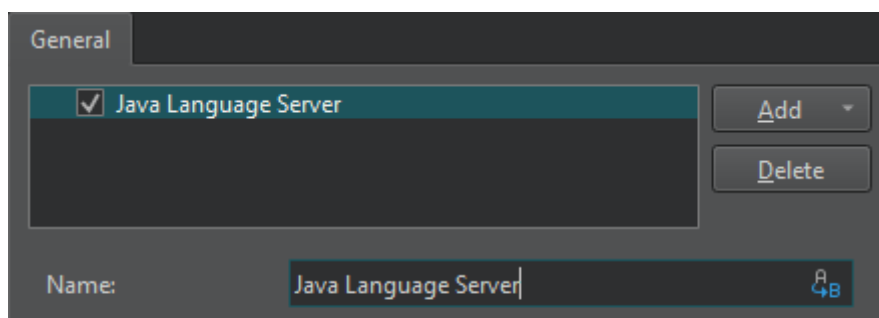 General
Java Language Server
Add
Delete
Name: Java Language Server
A
B